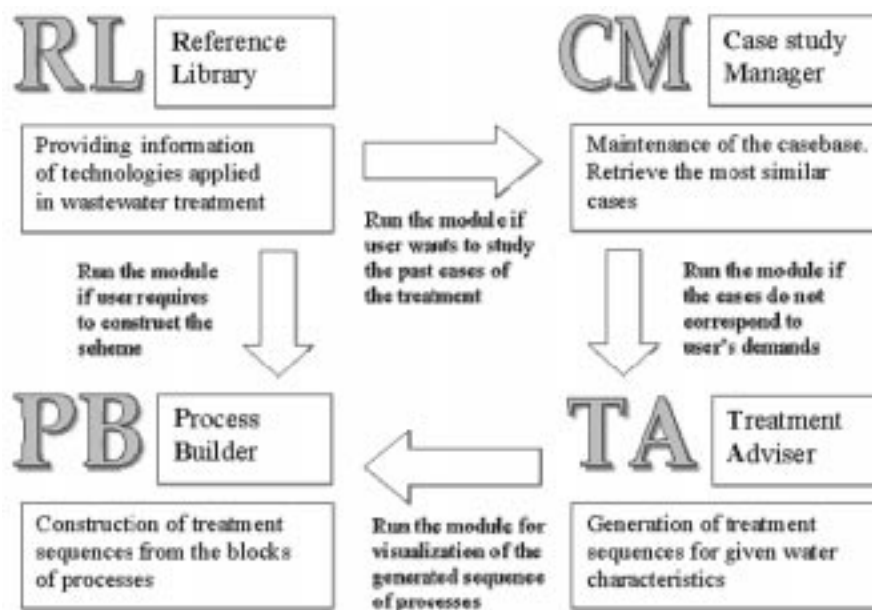 RL
Reference
Library
Providing information
of technologies applied
in wastewater treatment
CM
Case study
Manager
Maintenance of the casebase.
Retrieve the most similar
cases
Run the module if
user wants to study
the past cases of
the treatment
Run the module
if user requires
to construct the
scheme
Run the module if
the cases do not
correspond to
user's demands
PB
Process
Builder
Construction of treatment
sequences from the blocks
of processes
Run the module for
visualization of the
generated sequence
of processes
TA
Treatment
Adviser
Generation of treatment
sequences for given water
characteristics